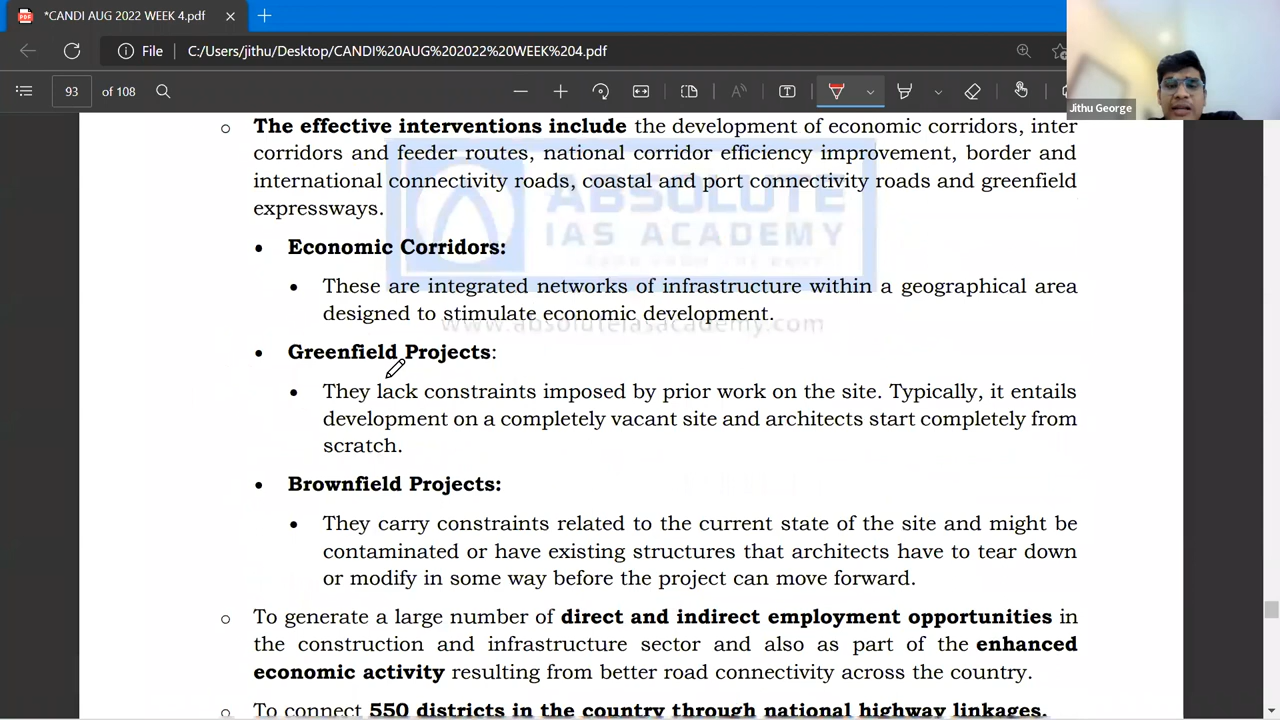 *CANDI AUG 2022 WEEK 4.pdf
File
C:/Users/jithu/Desktop/CANDI%20AUG%202022%20WEEK%204.pdf
93 of 108
Jithu George
The effective interventions include the development of economic corridors, inter
corridors and feeder routes, national corridor efficiency improvement, border and
international connectivity roads, coastal and port connectivity roads and greenfield
expressways.
ABSOLUTE
IAS ACADEMY
Economic Corridors:
These are integrated networks of infrastructure within a geographical area
designed to stimulate economic development.
www.absoluteiasacademy.com
Greenfield Projects:
They lack constraints imposed by prior work on the site. Typically, it entails
development on a completely vacant site and architects start completely from
scratch.
Brownfield Projects:
They carry constraints related to the current state of the site and might be
contaminated or have existing structures that architects have to tear down
or modify in some way before the project can move forward.
To generate a large number of direct and indirect employment opportunities in
the construction and infrastructure sector and also as part of the enhanced
economic activity resulting from better road connectivity across the country.
To connect 550 districts in the country through national highway linkages.